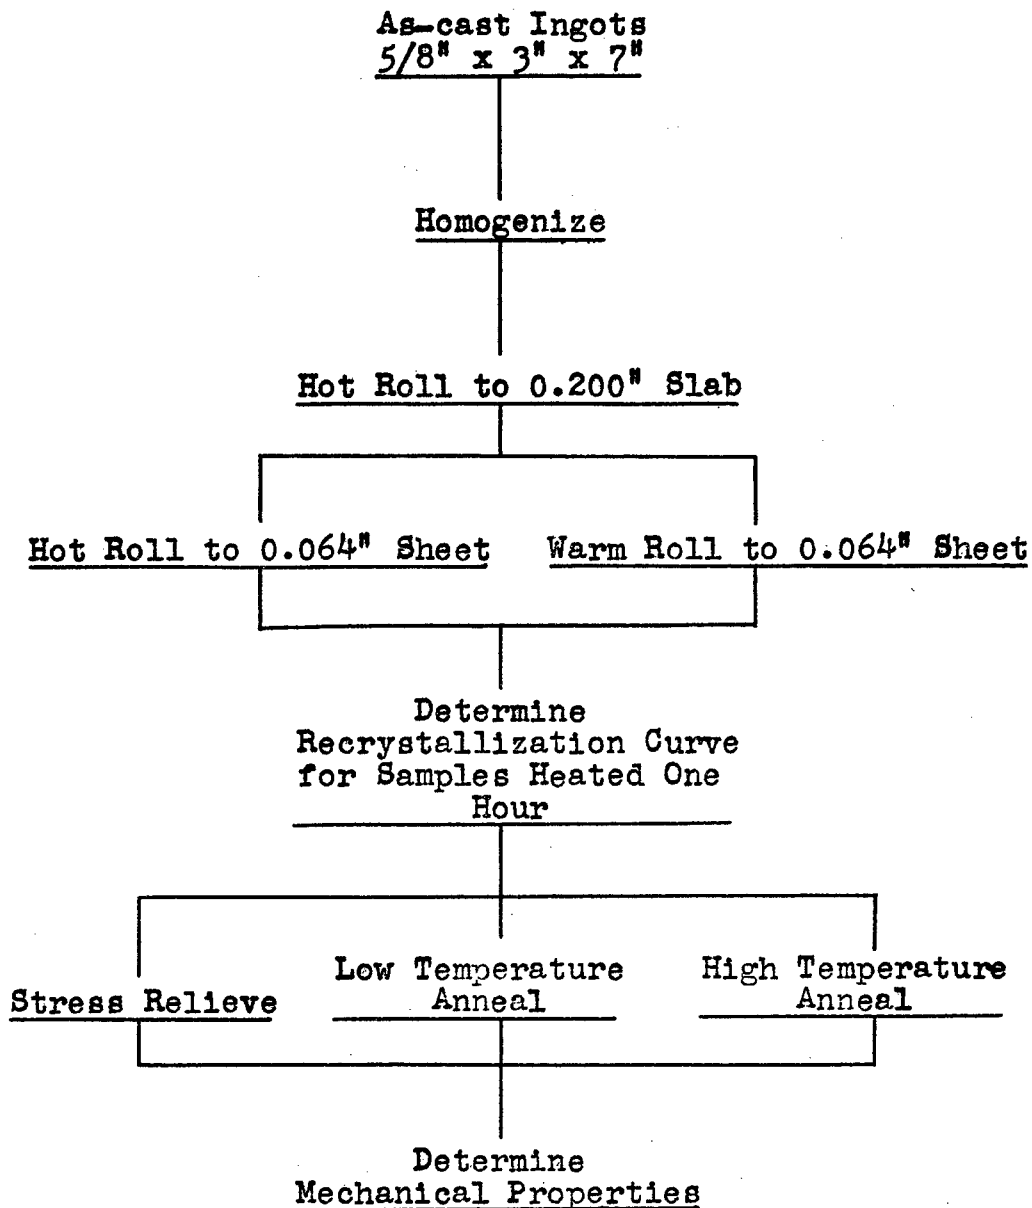 As-cast Ingots
5/8" x 3" x 7"
Homogenize
Hot Roll to 0.200" Slab
Hot Roll to 0.064" Sheet
Warm Roll to 0.064" Sheet
Determine
Recrystallization Curve
for Samples Heated One
Hour
Stress Relieve
Low Temperature
Anneal
High Temperature
Anneal
Determine
Mechanical Properties